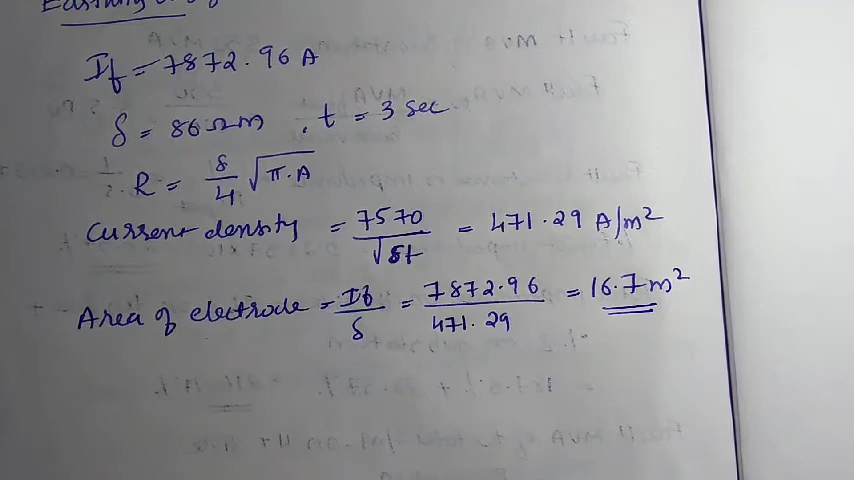 If = 7872.96 A
δ = 86 Ωm , t = 3 sec
R = δ/4 √π.A
Current density = 7570/√δt = 471.29 A/m²
Area of electrode = If/δ = 7872.96/471.29 = 16.7 m²